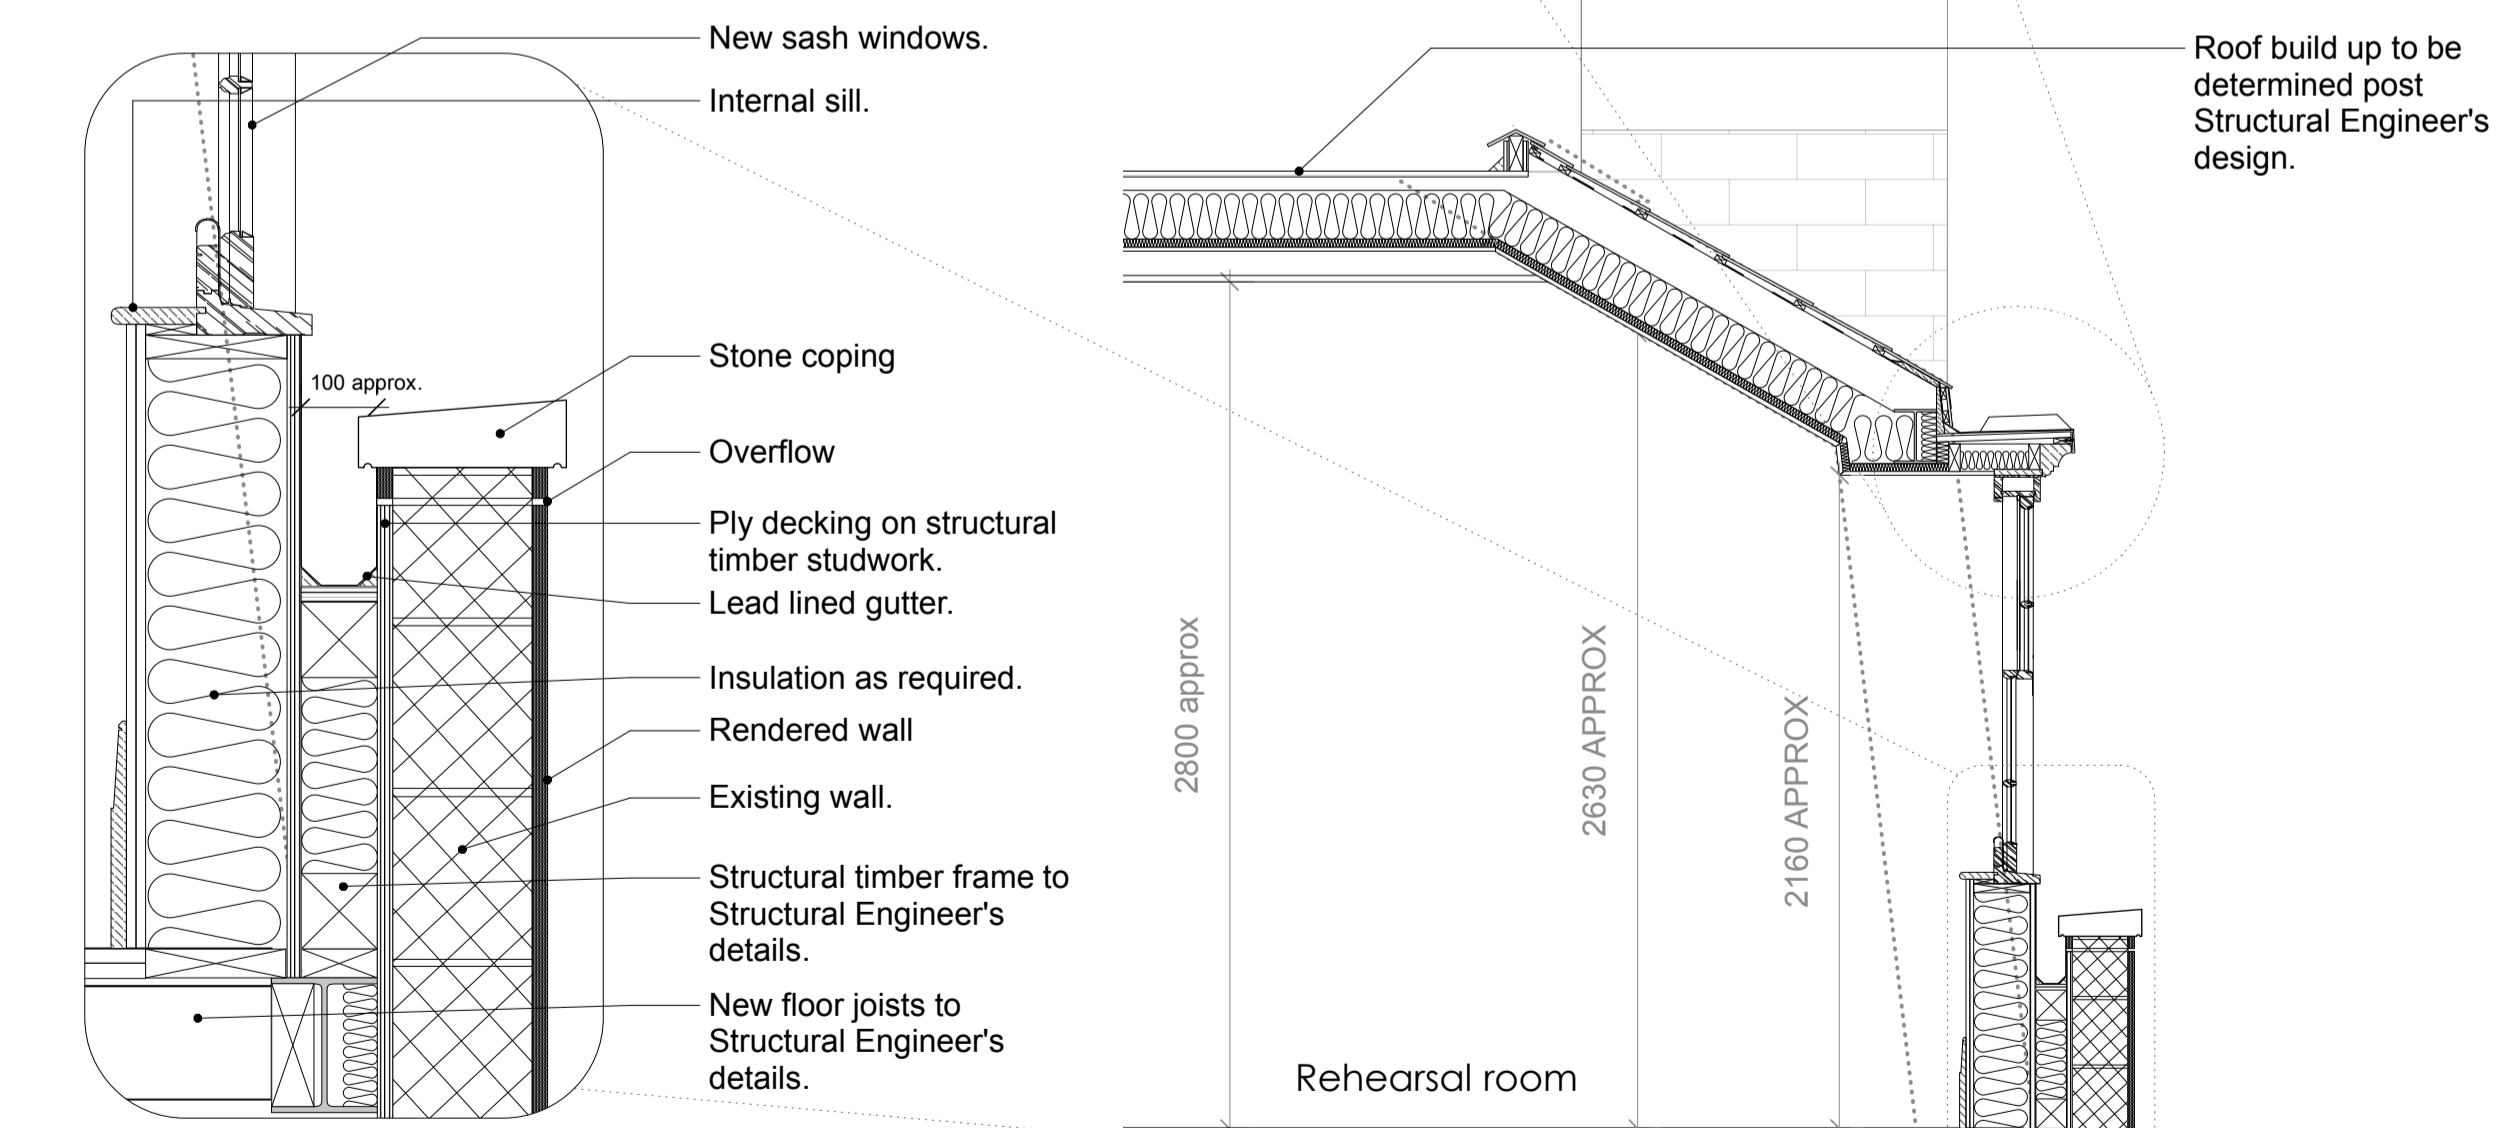 New sash windows.
Internal sill.
100 approx.
Stone coping
Overflow
Ply decking on structural
timber studwork.
Lead lined gutter.
Insulation as required.
Rendered wall
Existing wall.
Structural timber frame to
Structural Engineer's
details.
New floor joists to
Structural Engineer's
details.
Roof build up to be
determined post
Structural Engineer's
design.
2800 approx
2630 APPROX
2160 APPROX
Rehearsal room